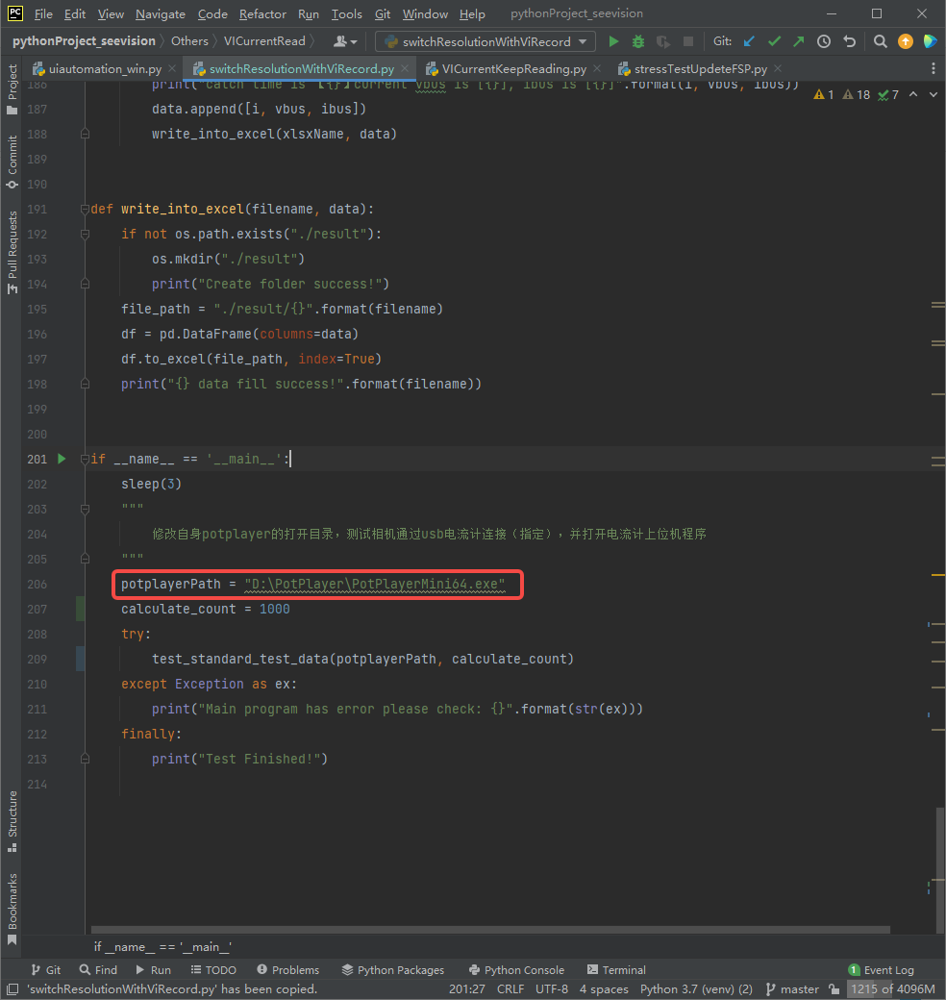 PC File Edit View Navigate Code Refactor Run Tools Git Window Help pythonProject_seevision
pythonProject_seevision Others VICurrentRead switchResolutionWithViRecord Git:
uiautomation_win.py switchResolutionWithViRecord.py VICurrentKeepReading.py stressTestUpdeteFSP.py
Project
Commit
Pull Requests
Structure
Bookmarks
1 18 7
186 print("catch time is 【{}】current vbus is [{}], ibus is [{}]".format(i, vbus, ibus))
187 data.append([i, vbus, ibus])
188 write_into_excel(xlsxName, data)
189
190
191 def write_into_excel(filename, data):
192 if not os.path.exists("./result"):
193 os.mkdir("./result")
194 print("Create folder success!")
195 file_path = "./result/{}".format(filename)
196 df = pd.DataFrame(columns=data)
197 df.to_excel(file_path, index=True)
198 print("{} data fill success!".format(filename))
199
200
201 if __name__ == '__main__':
202 sleep(3)
203 """
204 修改自身potplayer的打开目录，测试相机通过usb电流计连接（指定），并打开电流计上位机程序
205 """
206 potplayerPath = "D:\PotPlayer\PotPlayerMini64.exe"
207 calculate_count = 1000
208 try:
209 test_standard_test_data(potplayerPath, calculate_count)
210 except Exception as ex:
211 print("Main program has error please check: {}".format(str(ex)))
212 finally:
213 print("Test Finished!")
214
if __name__ == '__main__'
Git Find Run TODO Problems Python Packages Python Console Terminal 1 Event Log
'switchResolutionWithViRecord.py' has been copied. 201:27 CRLF UTF-8 4 spaces Python 3.7 (venv) (2) master 1215 of 4096M